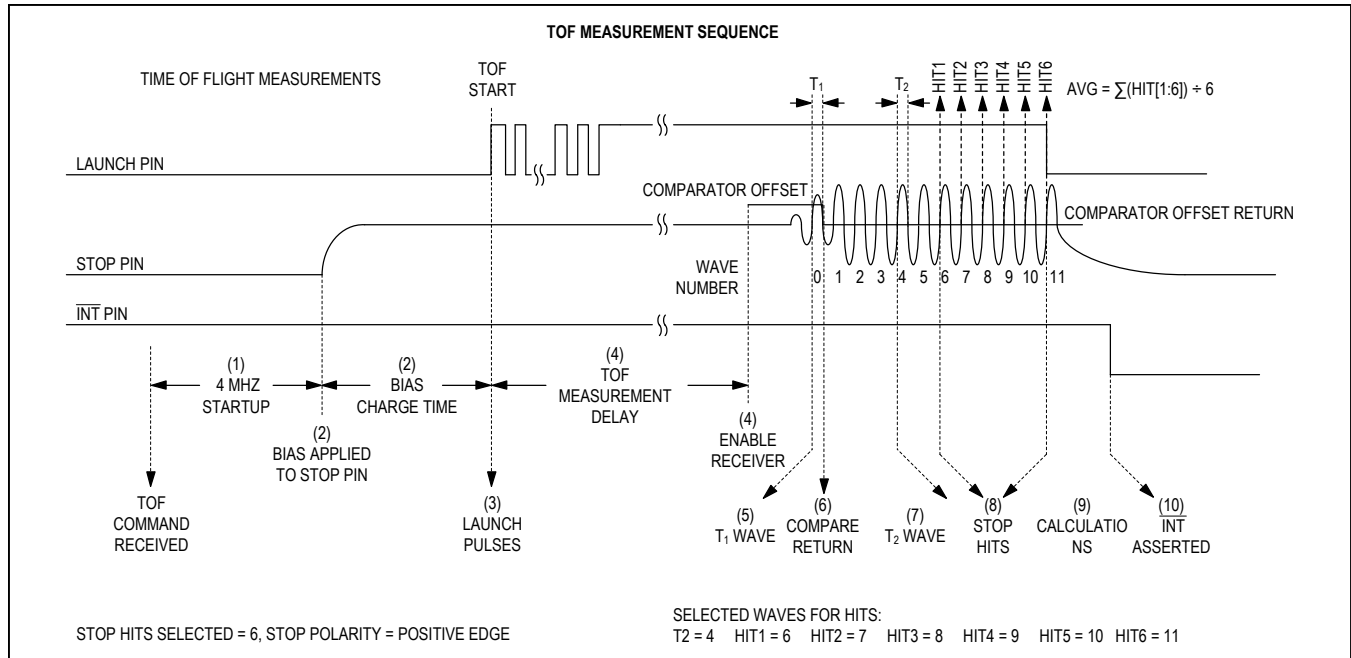 TOF MEASUREMENT SEQUENCE
TIME OF FLIGHT MEASUREMENTS
TOF
START
T1
T2
HIT1
HIT2
HIT3
HIT4
HIT5
HIT6
AVG = ∑(HIT[1:6]) ÷ 6
LAUNCH PIN
COMPARATOR OFFSET
COMPARATOR OFFSET RETURN
STOP PIN
WAVE
NUMBER
0 1 2 3 4 5 6 7 8 9 10 11
INT PIN
(1)
4 MHZ
STARTUP
(2)
BIAS
CHARGE TIME
(4)
TOF
MEASUREMENT
DELAY
(2)
BIAS APPLIED
TO STOP PIN
(4)
ENABLE
RECEIVER
TOF
COMMAND
RECEIVED
(3)
LAUNCH
PULSES
(5)
T1 WAVE
(6)
COMPARE
RETURN
(7)
T2 WAVE
(8)
STOP
HITS
(9)
CALCULATIO
NS
(10)
INT
ASSERTED
STOP HITS SELECTED = 6, STOP POLARITY = POSITIVE EDGE
SELECTED WAVES FOR HITS:
T2 = 4 HIT1 = 6 HIT2 = 7 HIT3 = 8 HIT4 = 9 HIT5 = 10 HIT6 = 11